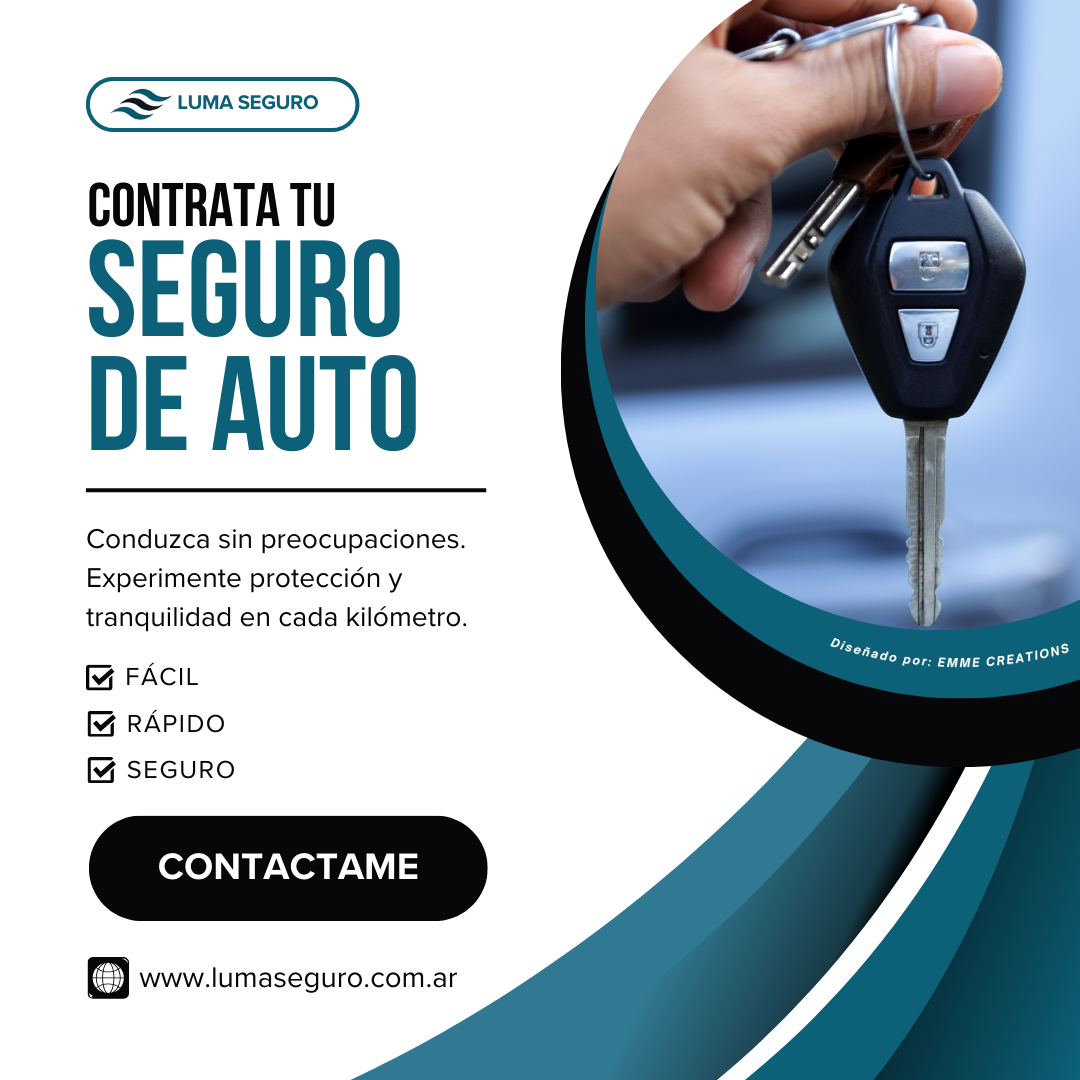 LUMA SEGURO
CONTRATA TU
SEGURO
DE AUTO
Conduzca sin preocupaciones.
Experimente protección y
tranquilidad en cada kilómetro.
FÁCIL
RÁPIDO
SEGURO
CONTACTAME
www.lumaseguro.com.ar
Diseñado por: EMME CREATIONS